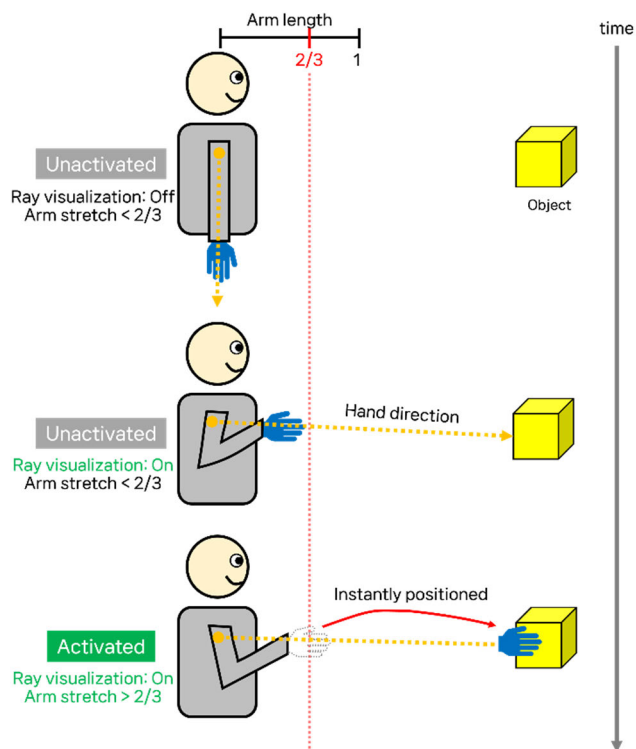 Arm length
time
2/3
1
Unactivated
Ray visualization: Off
Arm stretch < 2/3
Object
Hand direction
Unactivated
Ray visualization: On
Arm stretch < 2/3
Instantly positioned
Activated
Ray visualization: On
Arm stretch > 2/3